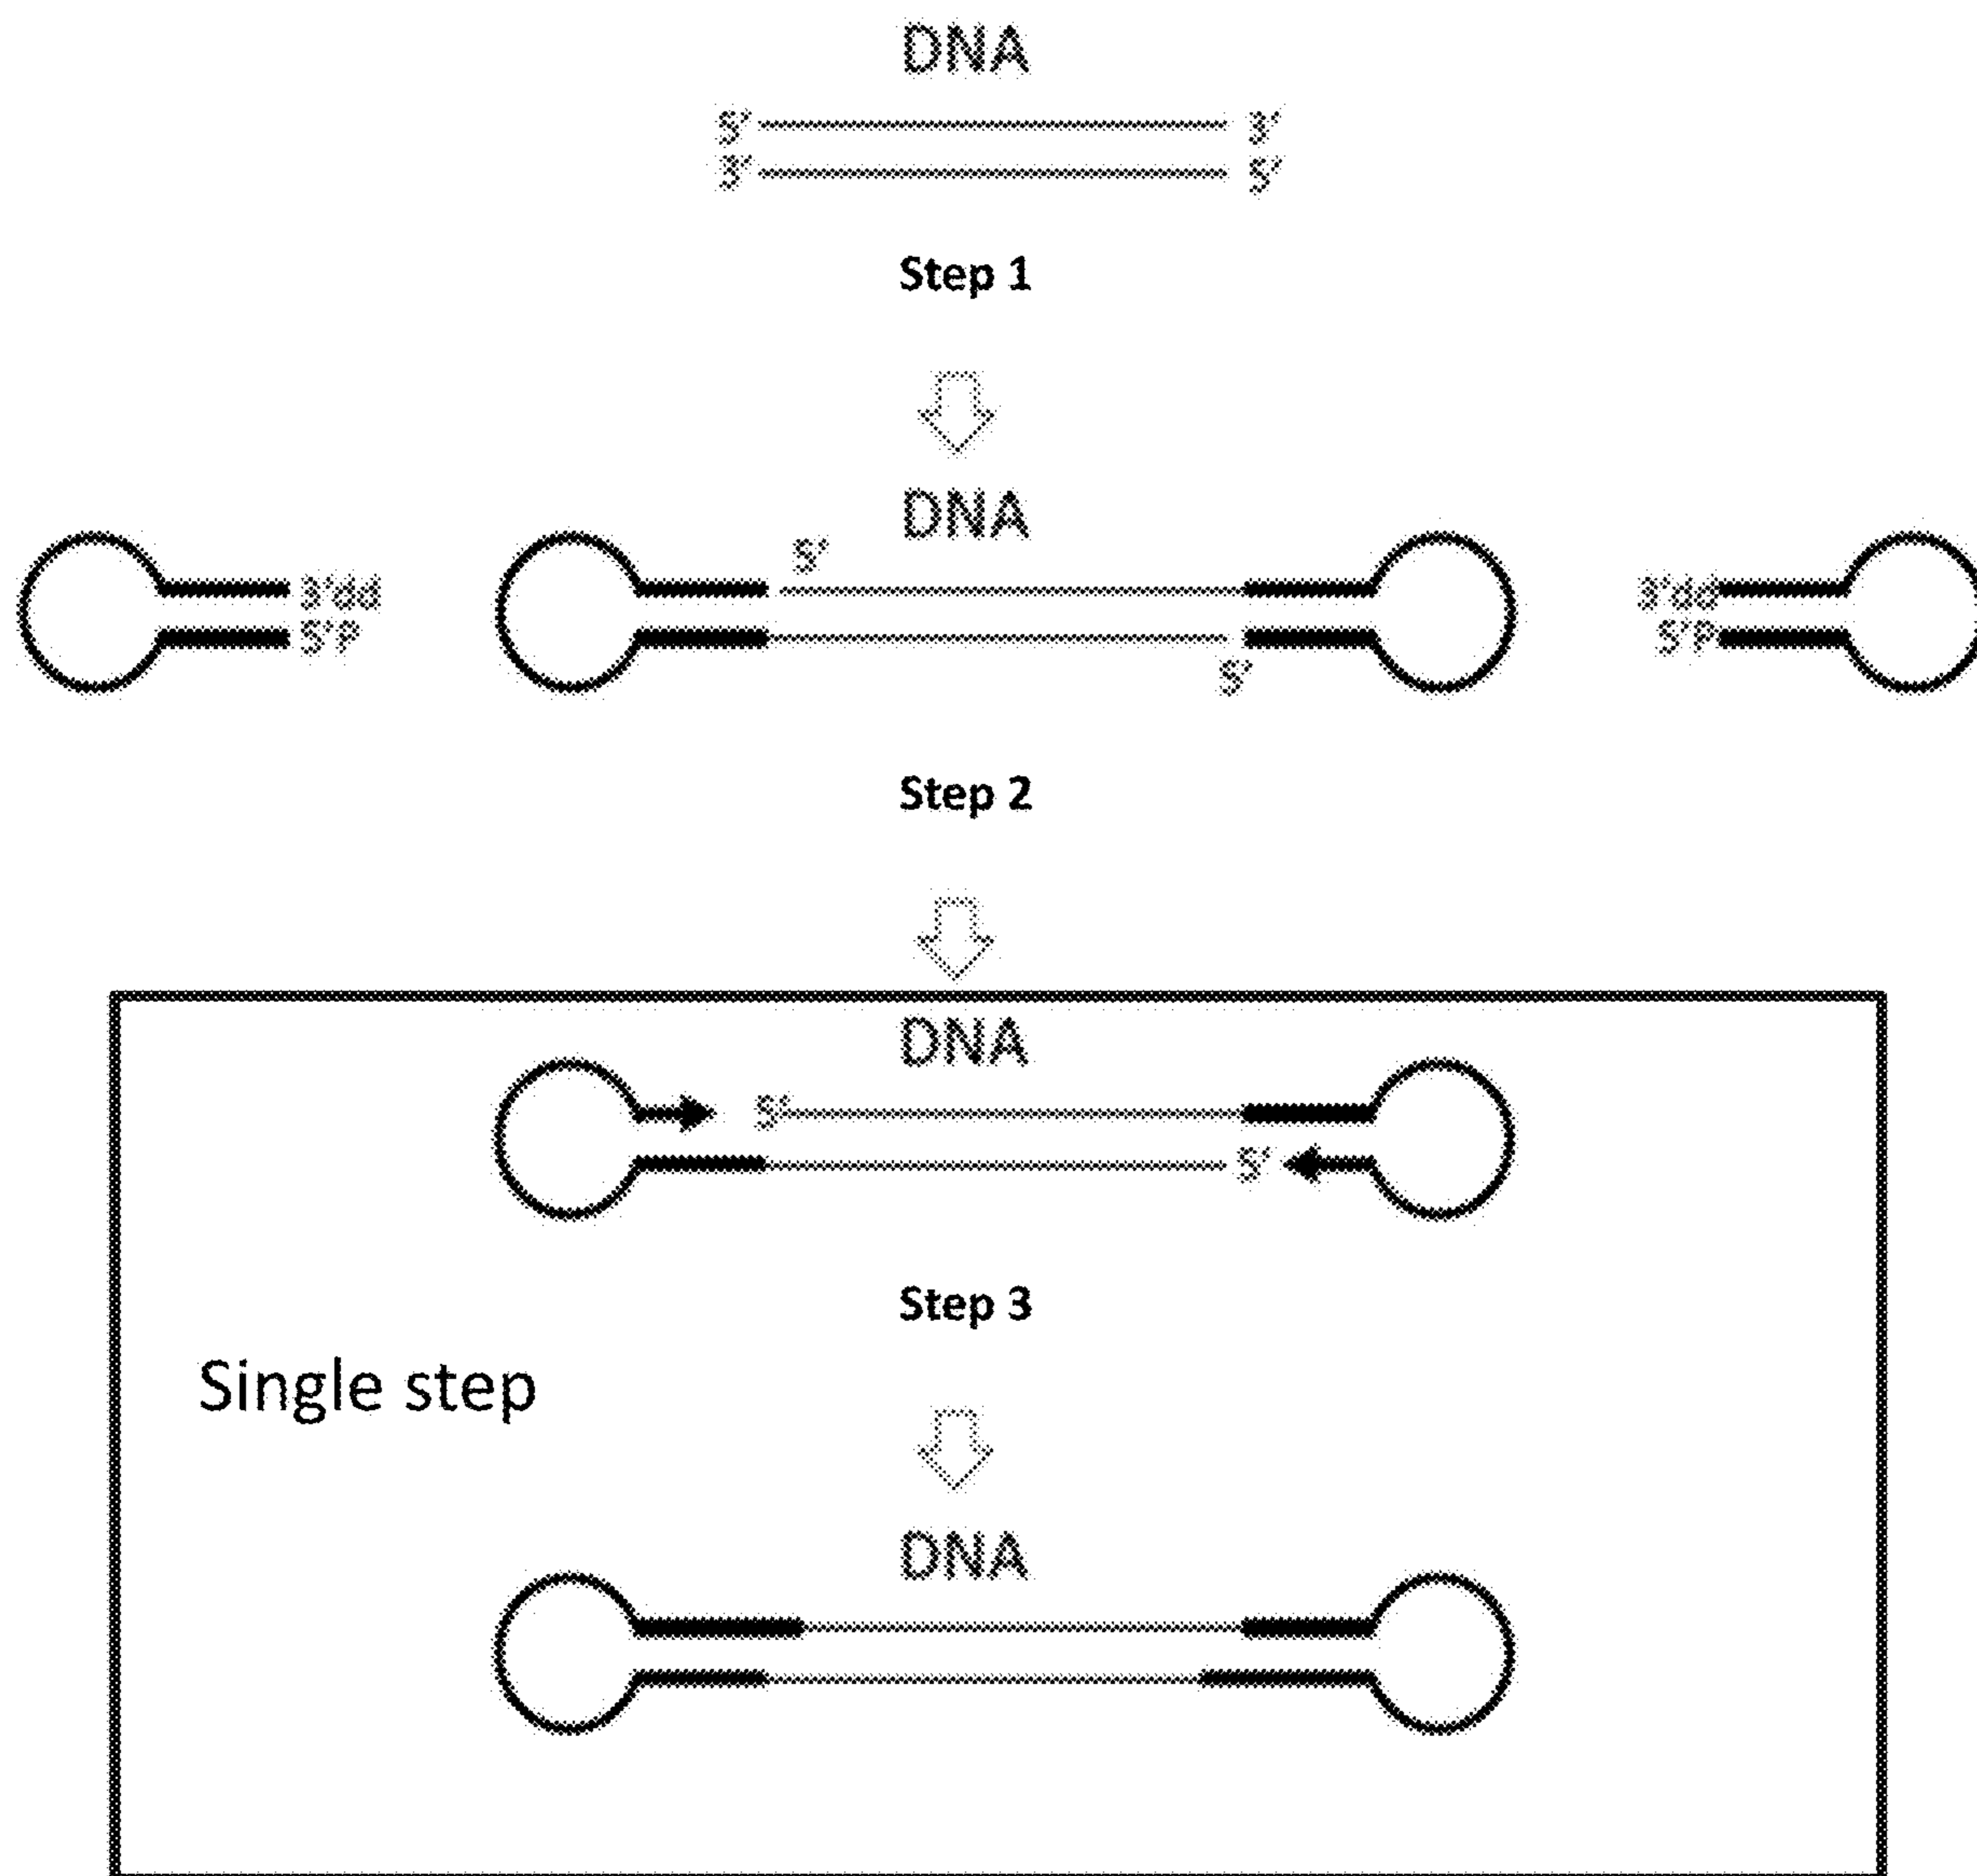 DNA
5' 3'
3' 5'
Step 1
DNA
5'
3'dd 3'dd
5'P 5'P
5'
Step 2
DNA
5'
5'
Step 3
Single step
DNA